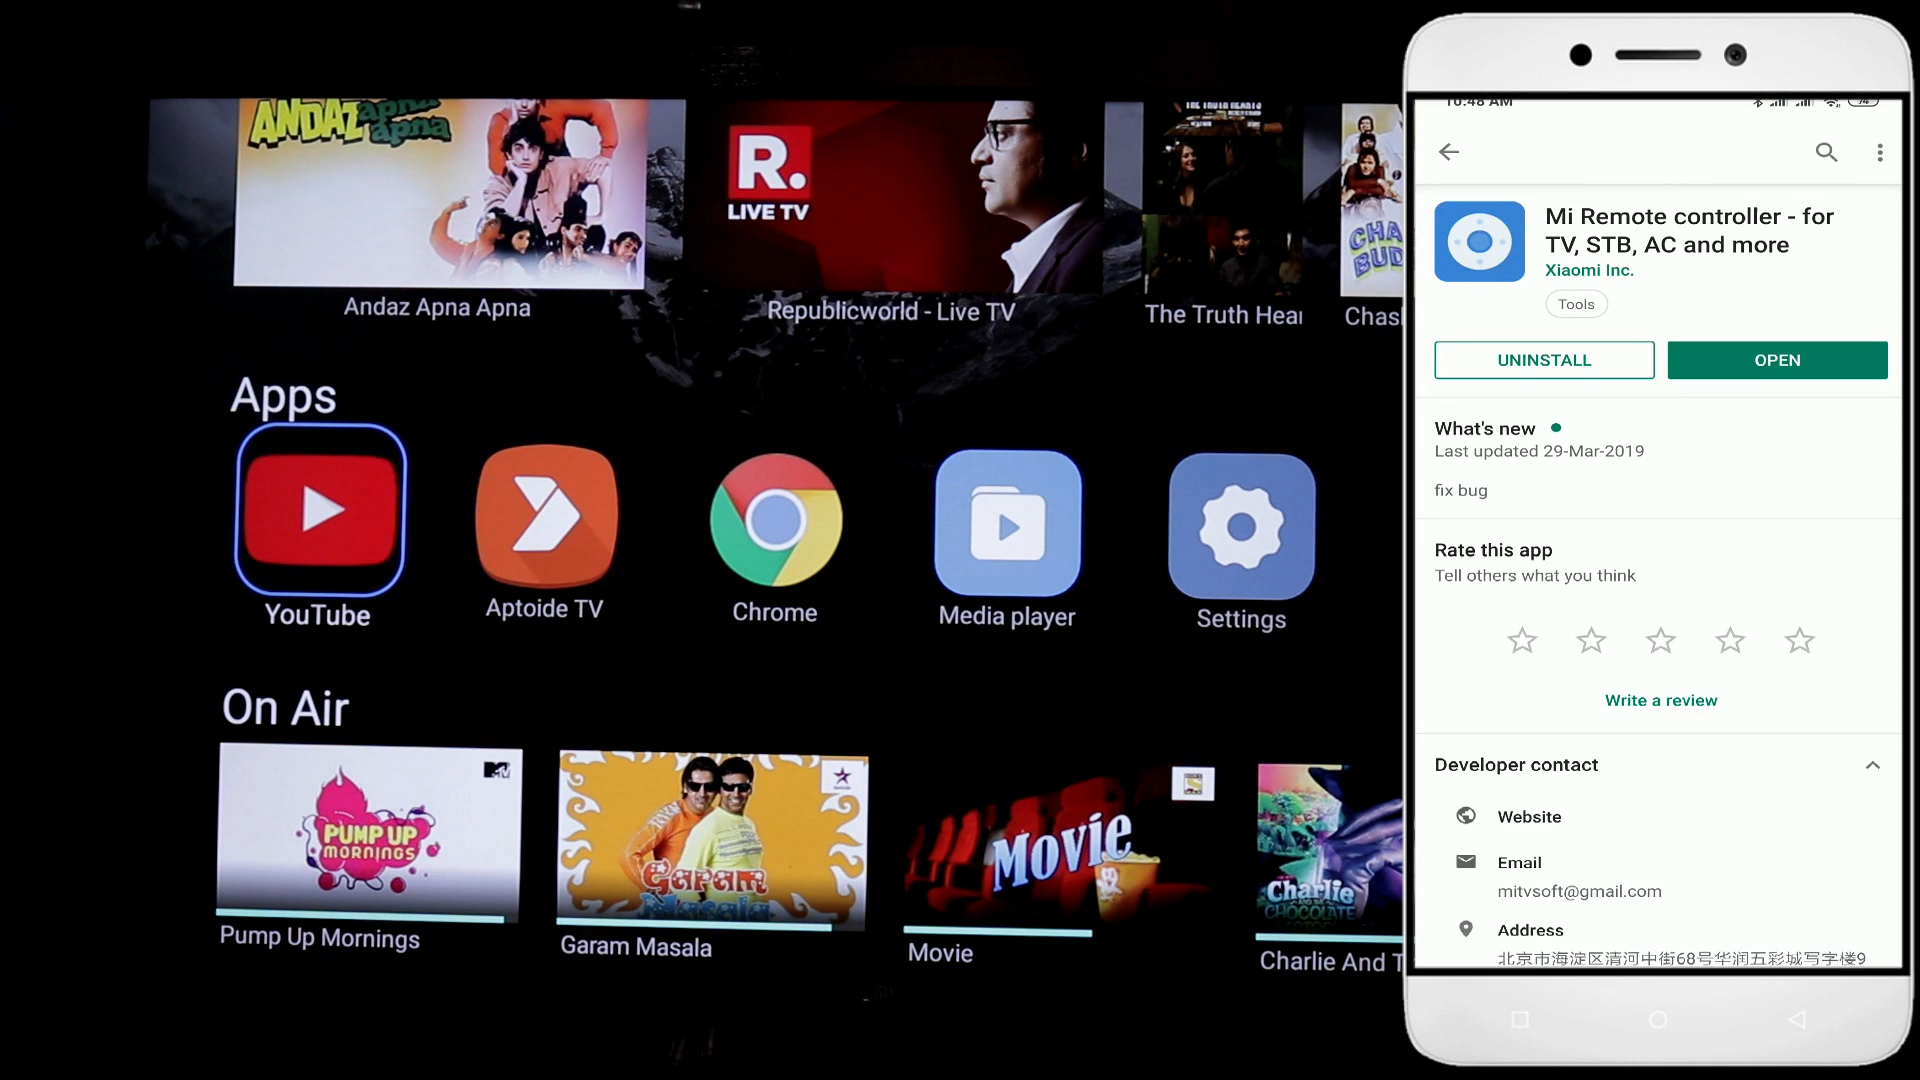 ANDAZ apna
apna
R.
LIVE TV
THE TRUTH HEARTS
CHA
BUD
Andaz Apna Apna
Republicworld - Live TV
The Truth Hear
Chas
Apps
YouTube
Aptoide TV
Chrome
Media player
Settings
On Air
PUMP UP
MORNINGS
Garam
Masala
Movie
Charlie
AND THE
CHOCOLATE
Pump Up Mornings
Garam Masala
Movie
Charlie And T
10:48 AM
74
Mi Remote controller - for
TV, STB, AC and more
Xiaomi Inc.
Tools
UNINSTALL
OPEN
What's new
Last updated 29-Mar-2019
fix bug
Rate this app
Tell others what you think
Write a review
Developer contact
Website
Email
mitvsoft@gmail.com
Address
北京市海淀区清河中街68号华润五彩城写字楼9